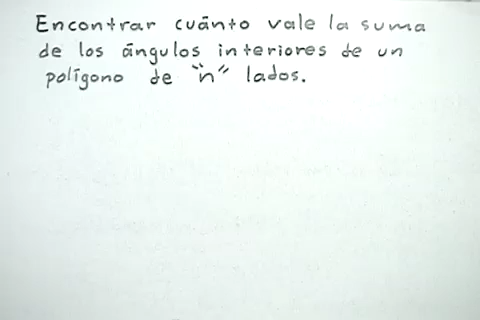 Encontrar cuánto vale la suma
de los ángulos interiores de un
polígono de "n" lados.